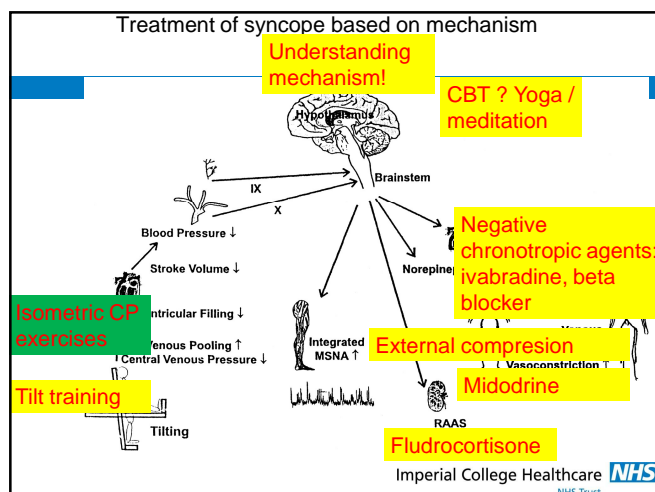 Treatment of syncope based on mechanism
Understanding
mechanism!
CBT ? Yoga /
meditation
Hypothalamus
Brainstem
IX
X
Blood Pressure ↓
Stroke Volume ↓
Negative
chronotropic agents:
ivabradine, beta
blocker
Isometric CP
exercises
Filling ↓
Pooling ↑
Central Venous Pressure ↓
Integrated
MSNA ↑
External compresion
Vasoconstriction ↑
Midodrine
Tilt training
Tilting
RAAS
Fludrocortisone
Imperial College Healthcare NHS
NHS Trust